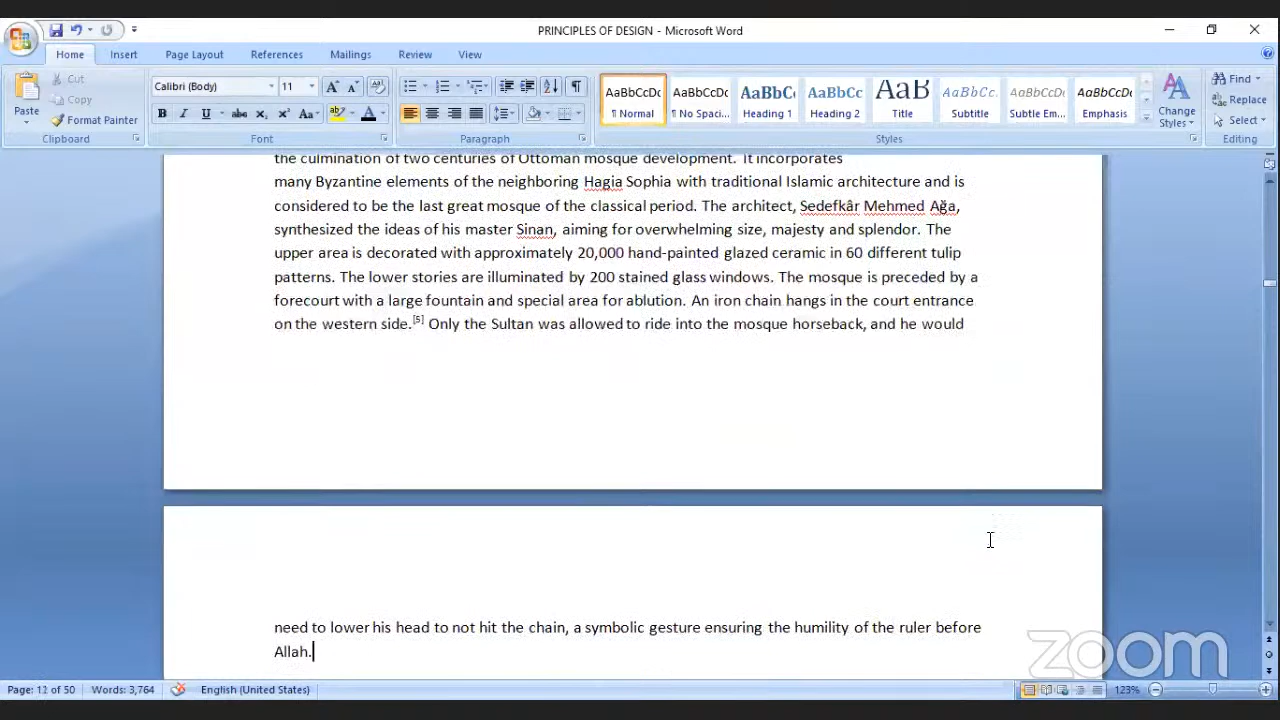 PRINCIPLES OF DESIGN - Microsoft Word
Home Insert Page Layout References Mailings Review View
Paste
Cut
Copy
Format Painter
Clipboard
Calibri (Body) 11
Font
Paragraph
AaBbCcDc AaBbCcDc AaBbC AaBbCc AaB AaBbCc. AaBbCcDc AaBbCcDc
¶ Normal ¶ No Spaci... Heading 1 Heading 2 Title Subtitle Subtle Em... Emphasis
Change
Styles
Styles
Find
Replace
Select
Editing
the culmination of two centuries of Ottoman mosque development. It incorporates
many Byzantine elements of the neighboring Hagia Sophia with traditional Islamic architecture and is
considered to be the last great mosque of the classical period. The architect, Sedefkâr Mehmed Ağa,
synthesized the ideas of his master Sinan, aiming for overwhelming size, majesty and splendor. The
upper area is decorated with approximately 20,000 hand-painted glazed ceramic in 60 different tulip
patterns. The lower stories are illuminated by 200 stained glass windows. The mosque is preceded by a
forecourt with a large fountain and special area for ablution. An iron chain hangs in the court entrance
on the western side.[5] Only the Sultan was allowed to ride into the mosque horseback, and he would
need to lower his head to not hit the chain, a symbolic gesture ensuring the humility of the ruler before
Allah.
zoom
Page: 11 of 50 Words: 3,764 English (United States) 123%